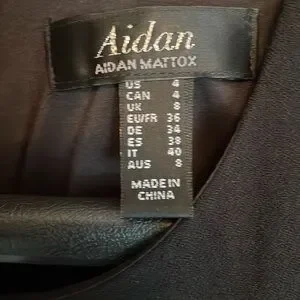 Aidan
AIDAN MATTOX
US 4
CAN 4
UK 8
EU/FR 36
DE 34
ES 38
IT 40
AUS 8
MADE IN
CHINA